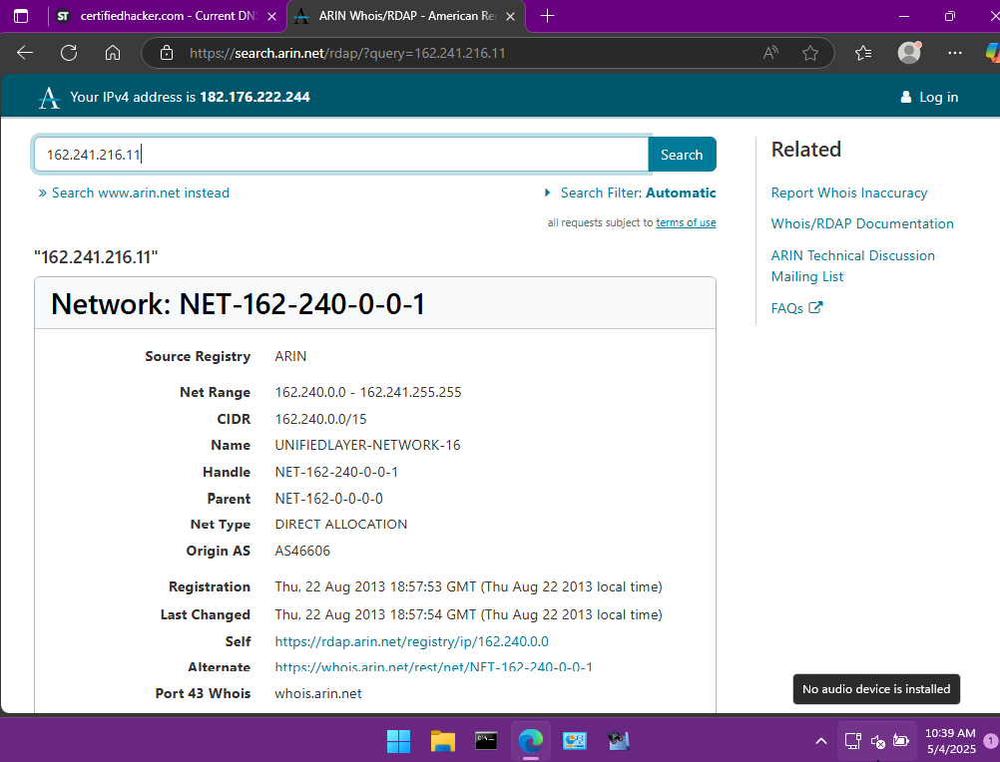 ST certifiedhacker.com - Current DN
ARIN Whois/RDAP - American Re
https://search.arin.net/rdap/?query=162.241.216.11
Your IPv4 address is 182.176.222.244
Log in
162.241.216.11
Search
» Search www.arin.net instead
Search Filter: Automatic
all requests subject to terms of use
"162.241.216.11"
Network: NET-162-240-0-0-1
Source Registry ARIN
Net Range 162.240.0.0 - 162.241.255.255
CIDR 162.240.0.0/15
Name UNIFIEDLAYER-NETWORK-16
Handle NET-162-240-0-0-1
Parent NET-162-0-0-0-0
Net Type DIRECT ALLOCATION
Origin AS AS46606
Registration Thu, 22 Aug 2013 18:57:53 GMT (Thu Aug 22 2013 local time)
Last Changed Thu, 22 Aug 2013 18:57:54 GMT (Thu Aug 22 2013 local time)
Self https://rdap.arin.net/registry/ip/162.240.0.0
Alternate https://whois.arin.net/rest/net/NET-162-240-0-0-1
Port 43 Whois whois.arin.net
Related
Report Whois Inaccuracy
Whois/RDAP Documentation
ARIN Technical Discussion
Mailing List
FAQs
No audio device is installed
10:39 AM
5/4/2025
1